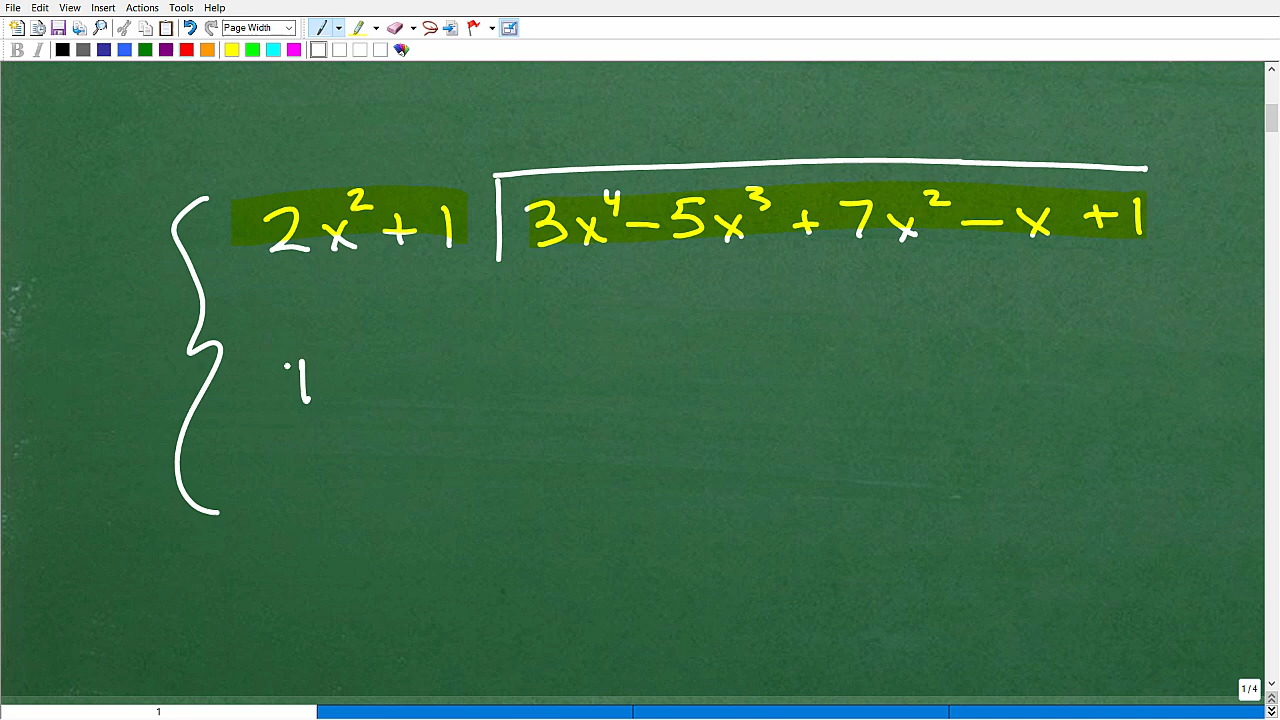 File Edit View Insert Actions Tools Help
Page Width
B I
2x² + 1 3x⁴ - 5x³ + 7x² - x + 1
1/4
1